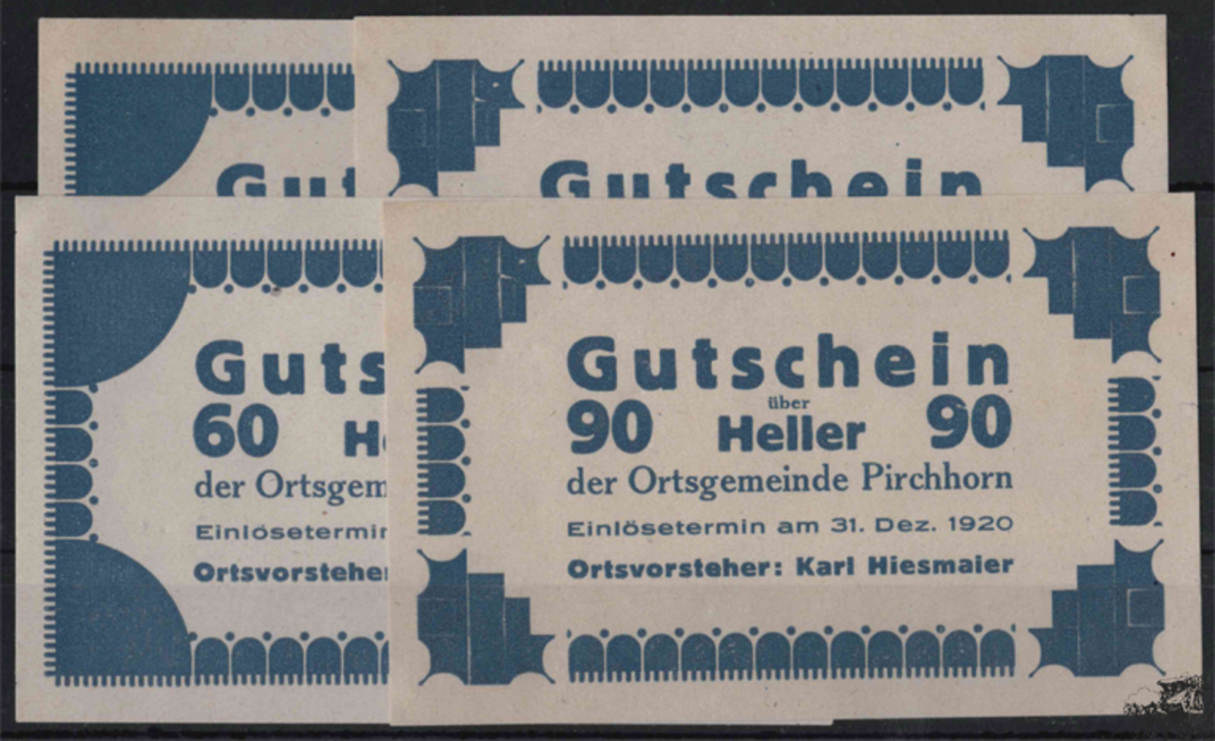 Gut
Gutschein
Guts
60 H
der Ortsgem
Einlösetermin
Ortsvorsteher
Gutschein
über
90 Heller 90
der Ortsgemeinde Pirchhorn
Einlösetermin am 31. Dez. 1920
Ortsvorsteher: Karl Hiesmaier